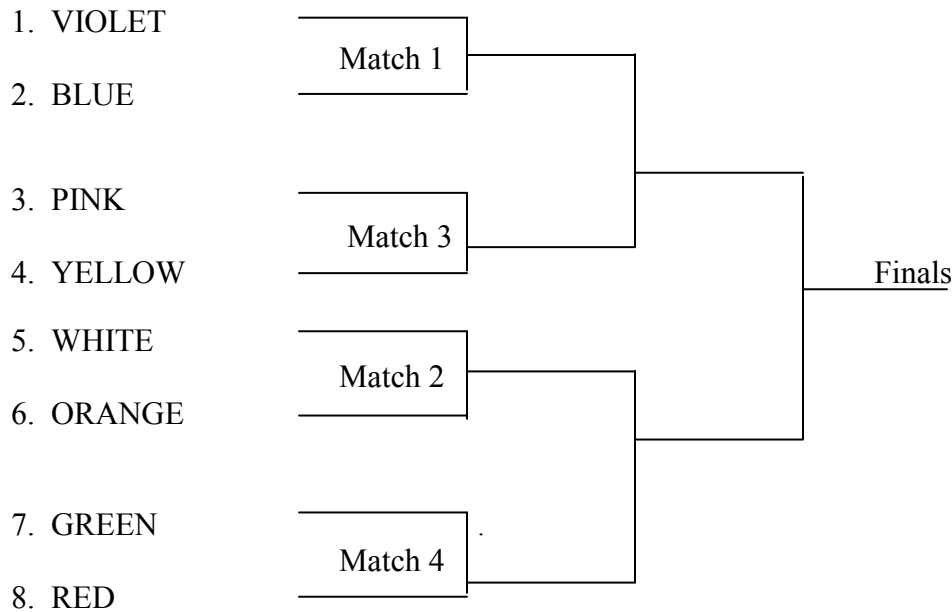 1. VIOLET
Match 1
2. BLUE
3. PINK
Match 3
4. YELLOW
Finals
5. WHITE
Match 2
6. ORANGE
7. GREEN
.
Match 4
8. RED